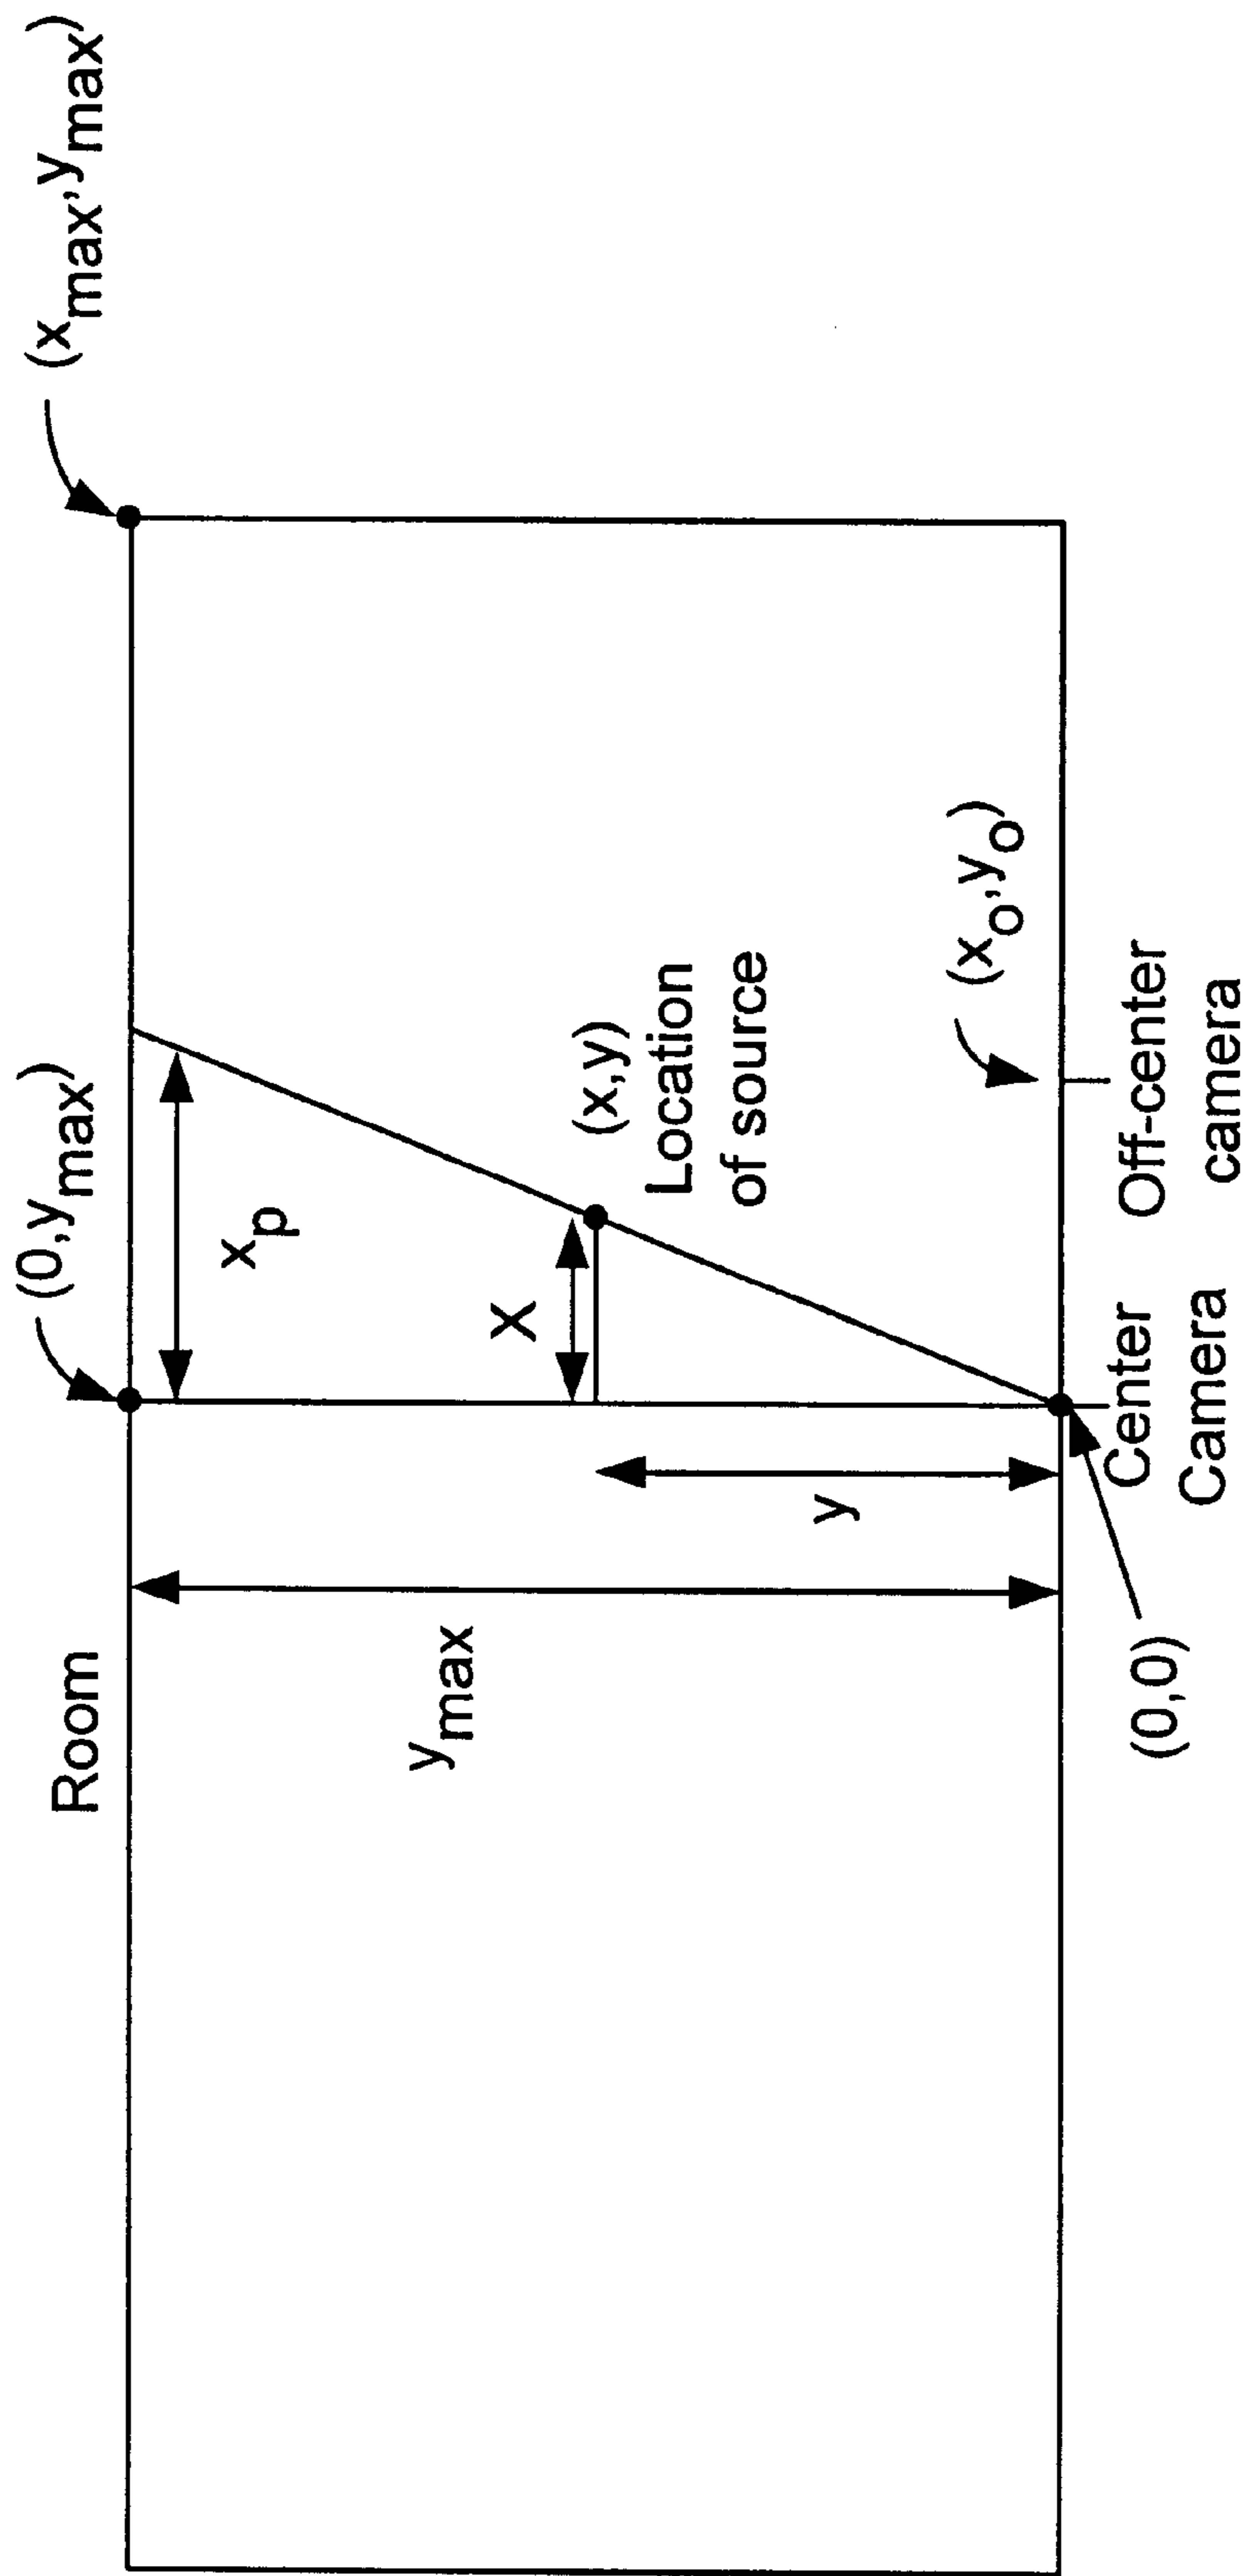 Room
(0,ymax)
(xmax,ymax)
ymax
xp
X
(x,y)
Location
of source
y
(xo,yo)
(0,0)
Center
Camera
Off-center
camera